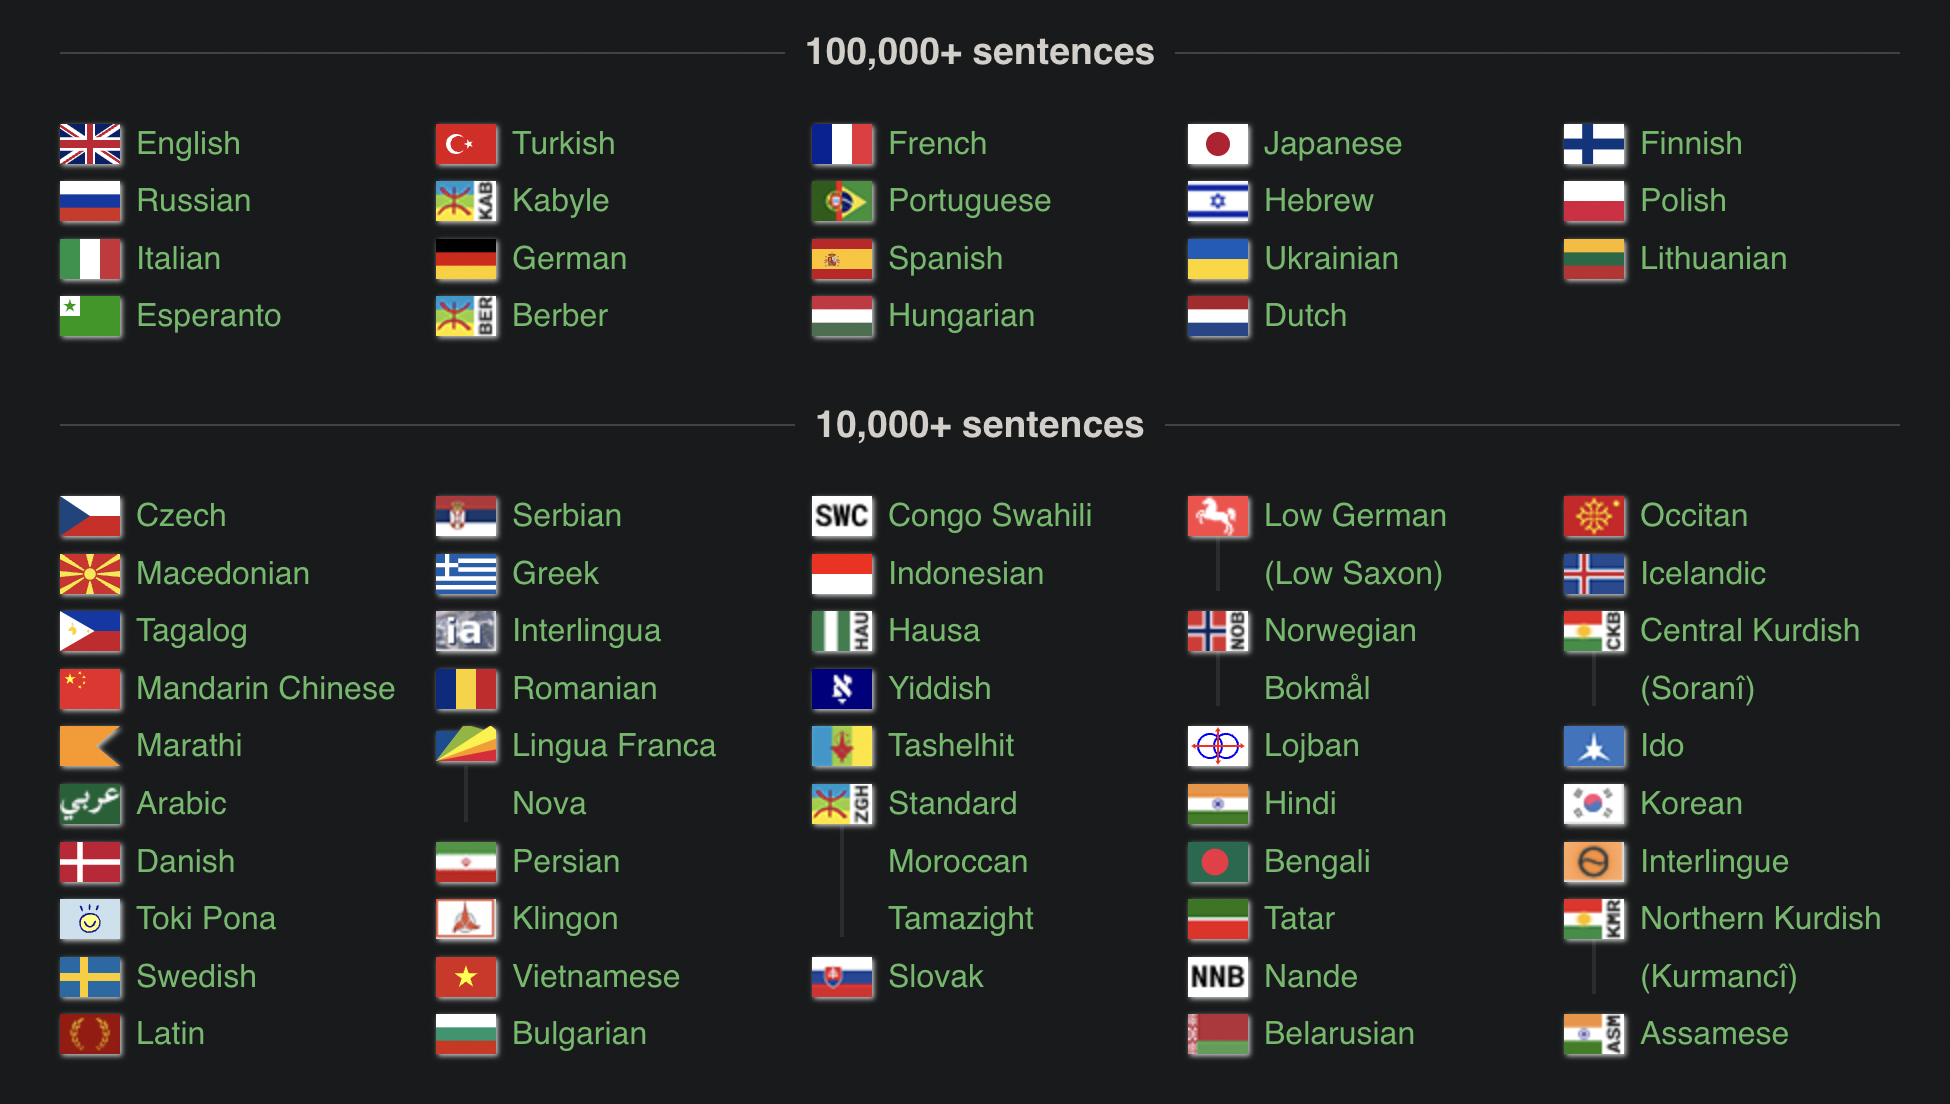 100,000+ sentences
English
Russian
Italian
Esperanto
Turkish
KAB Kabyle
German
BER Berber
French
Portuguese
Spanish
Hungarian
Japanese
Hebrew
Ukrainian
Dutch
Finnish
Polish
Lithuanian
10,000+ sentences
Czech
Macedonian
Tagalog
Mandarin Chinese
Marathi
عربي Arabic
Danish
Toki Pona
Swedish
Latin
Serbian
Greek
ia Interlingua
Romanian
Lingua Franca
Nova
Persian
Klingon
Vietnamese
Bulgarian
SWC Congo Swahili
Indonesian
HAU Hausa
א Yiddish
Tashelhit
ZGH Standard
Moroccan
Tamazight
Slovak
Low German
(Low Saxon)
NOB Norwegian
Bokmål
Lojban
Hindi
Bengali
Tatar
NNB Nande
Belarusian
Occitan
Icelandic
CKB Central Kurdish
(Soranî)
Ido
Korean
Interlingue
KMR Northern Kurdish
(Kurmancî)
ASM Assamese